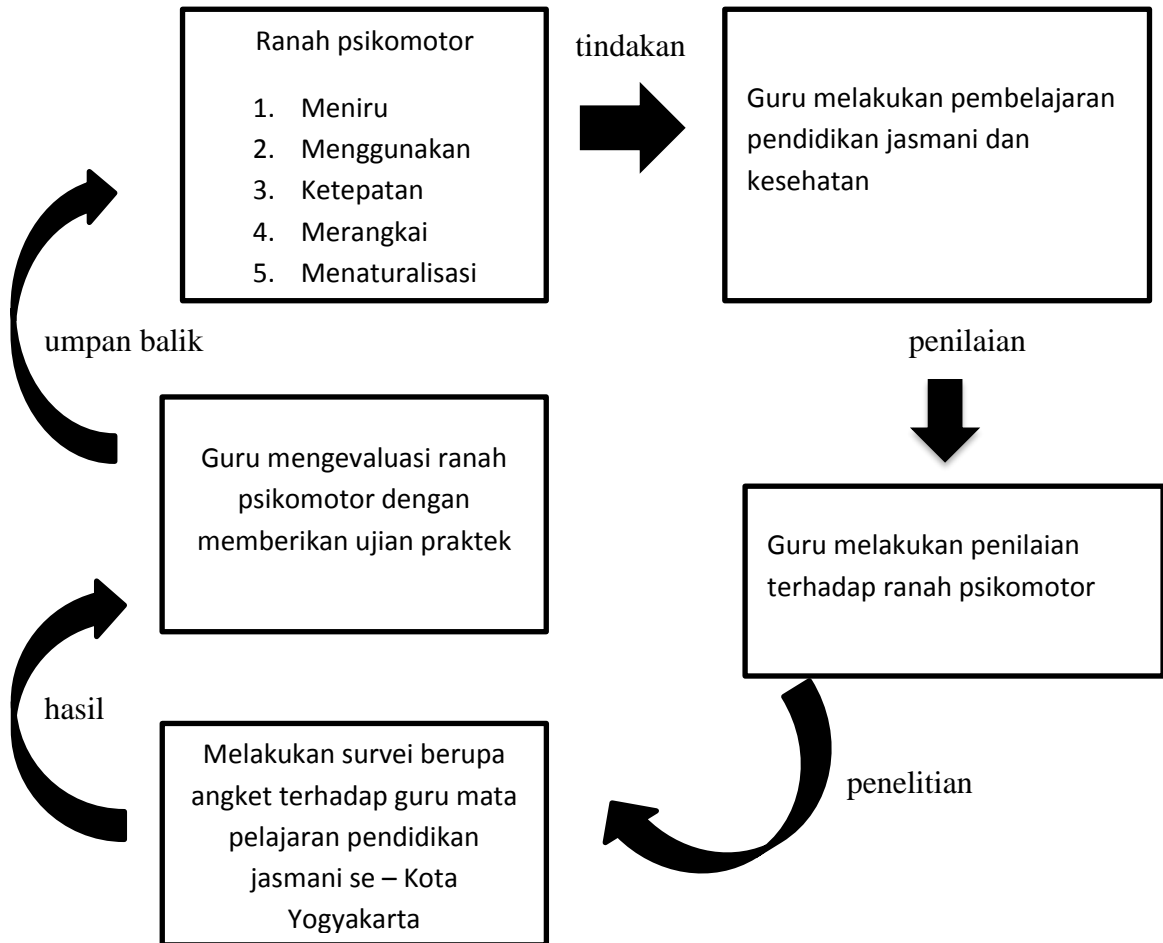 Ranah psikomotor
1. Meniru
2. Menggunakan
3. Ketepatan
4. Merangkai
5. Menaturalisasi
tindakan
Guru melakukan pembelajaran
pendidikan jasmani dan
kesehatan
penilaian
Guru melakukan penilaian
terhadap ranah psikomotor
penelitian
Melakukan survei berupa
angket terhadap guru mata
pelajaran pendidikan
jasmani se – Kota
Yogyakarta
hasil
Guru mengevaluasi ranah
psikomotor dengan
memberikan ujian praktek
umpan balik